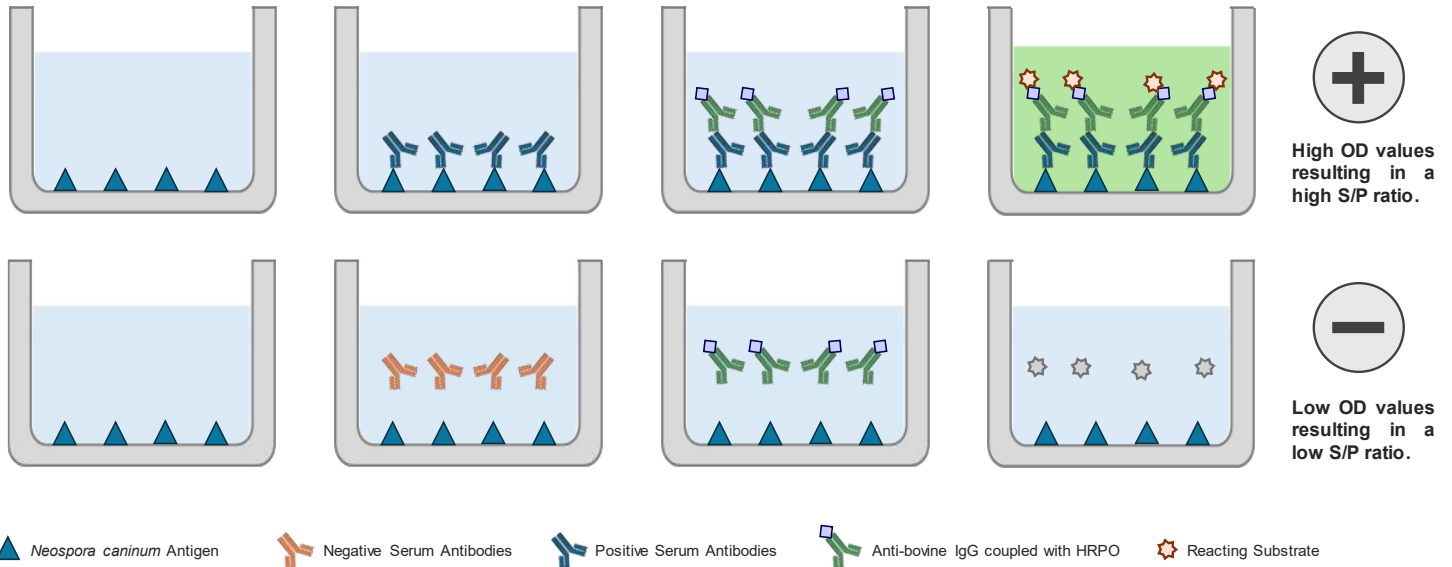 High OD values
resulting in a
high S/P ratio.
Low OD values
resulting in a
low S/P ratio.
Neospora caninum Antigen
Negative Serum Antibodies
Positive Serum Antibodies
Anti-bovine IgG coupled with HRPO
Reacting Substrate